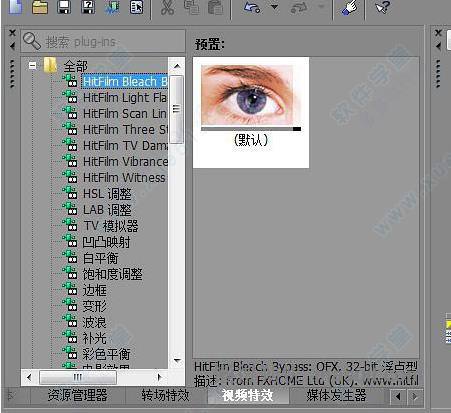 搜索 plug-ins
预置:
全部
HitFilm Bleach B
HitFilm Light Fla
HitFilm Scan Lin
HitFilm Three St
HitFilm TV Dama
HitFilm Vibrance
HitFilm Witness
HSL 调整
LAB 调整
TV 模拟器
凹凸映射
白平衡
饱和度调整
边框
变形
波浪
补光
彩色平衡
电影效果
(默认)
HitFilm Bleach Bypass: OFX, 32-bit 浮点型
描述: From FXHOME Ltd (UK). www.hitfil
资源管理器
转场特效
视频特效
媒体发生器